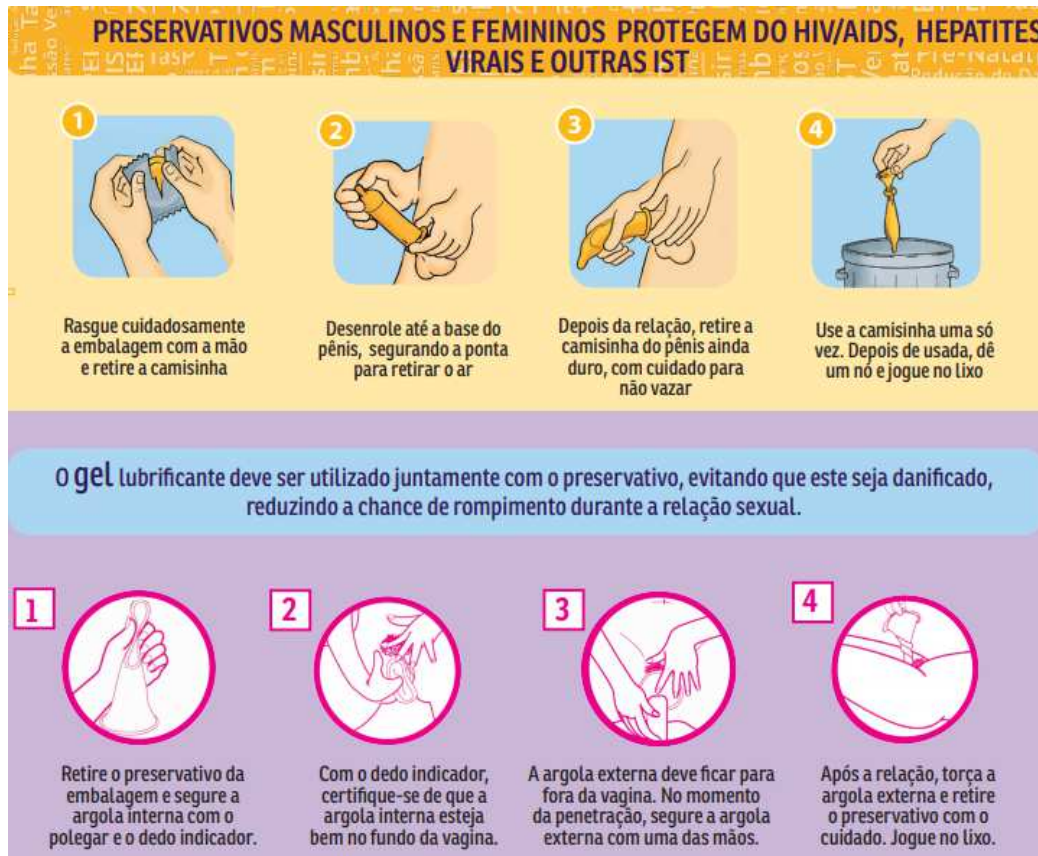 PRESERVATIVOS MASCULINOS E FEMININOS PROTEGEM DO HIV/AIDS, HEPATITES
VIRAIS E OUTRAS IST
1
Rasgue cuidadosamente
a embalagem com a mão
e retire a camisinha
2
Desenrole até a base do
pênis, segurando a ponta
para retirar o ar
3
Depois da relação, retire a
camisinha do pênis ainda
duro, com cuidado para
não vazar
4
Use a camisinha uma só
vez. Depois de usada, dê
um nó e jogue no lixo
O gel lubrificante deve ser utilizado juntamente com o preservativo, evitando que este seja danificado,
reduzindo a chance de rompimento durante a relação sexual.
1
Retire o preservativo da
embalagem e segure a
argola interna com o
polegar e o dedo indicador.
2
Com o dedo indicador,
certifique-se de que a
argola interna esteja
bem no fundo da vagina.
3
A argola externa deve ficar para
fora da vagina. No momento
da penetração, segure a argola
externa com uma das mãos.
4
Após a relação, torça a
argola externa e retire
o preservativo com o
cuidado. Jogue no lixo.